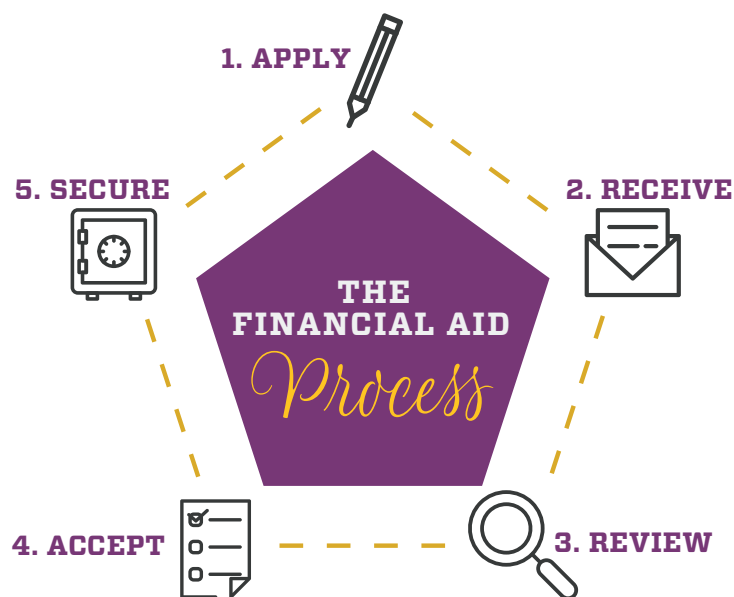 1. APPLY
2. RECEIVE
3. REVIEW
4. ACCEPT
5. SECURE
THE
FINANCIAL AID
Process